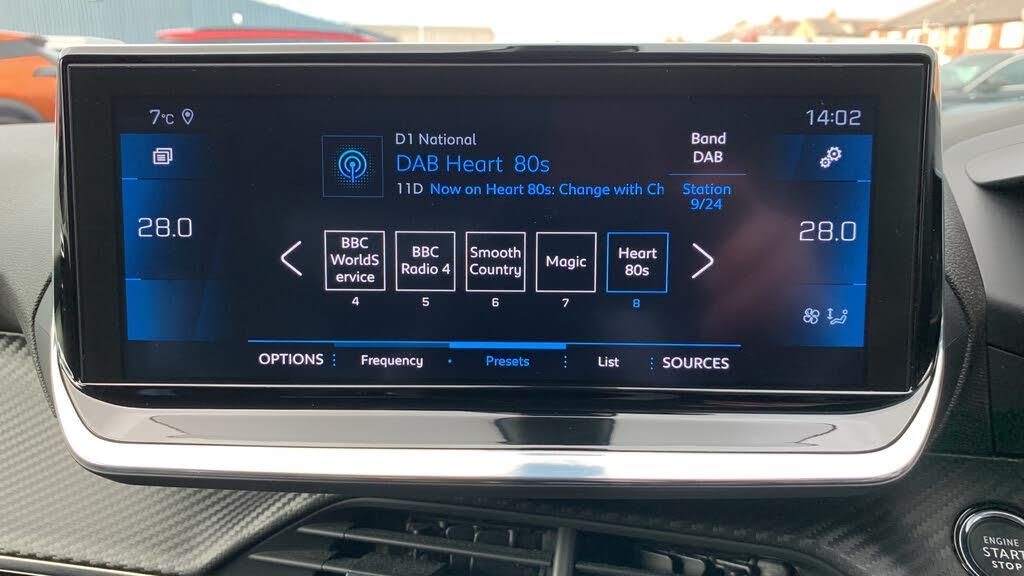 7°C
14:02
D1 National
DAB Heart 80s
11D Now on Heart 80s: Change with Ch
Band
DAB
Station
9/24
28.0
28.0
BBC
WorldS
ervice
4
BBC
Radio 4
5
Smooth
Country
6
Magic
7
Heart
80s
8
OPTIONS
Frequency
Presets
List
SOURCES
ENGINE
START
STOP